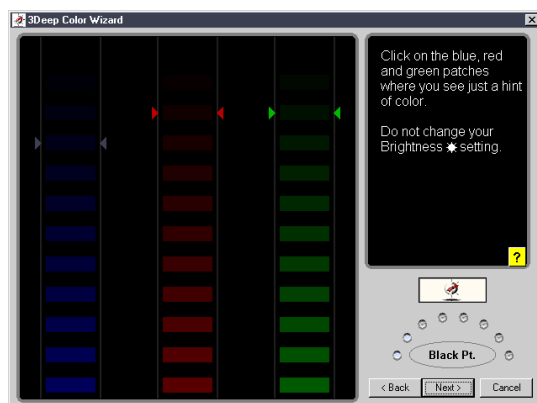 3Deep Color Wizard
Click on the blue, red
and green patches
where you see just a hint
of color.
Do not change your
Brightness setting.
?
Black Pt.
< Back
Next >
Cancel